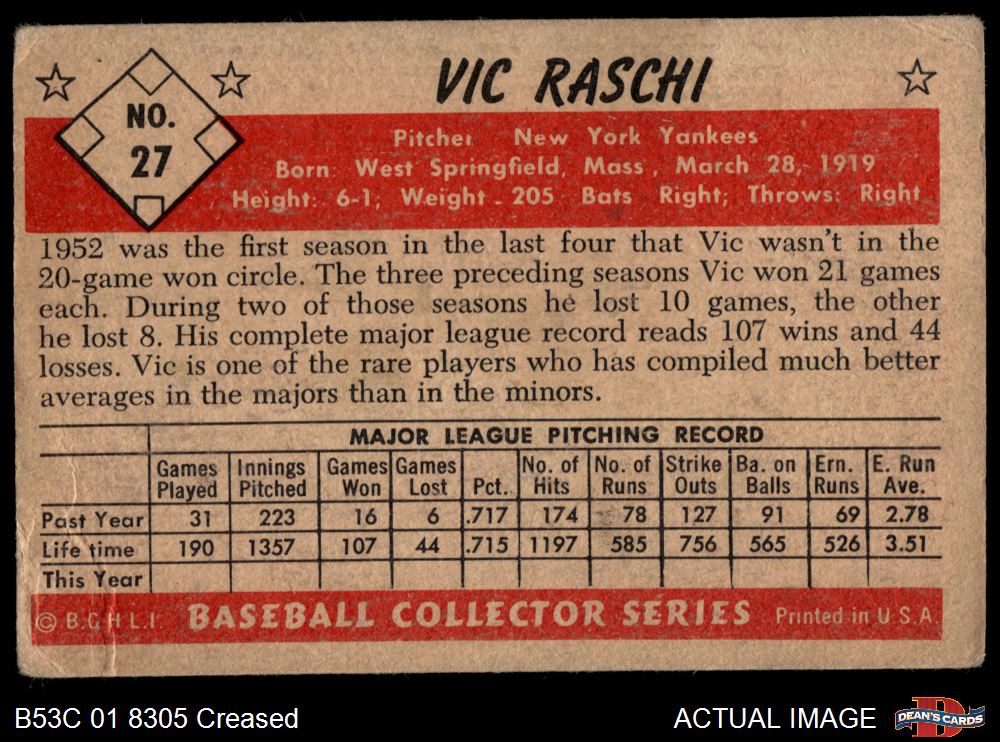 VIC RASCHI
NO.
27
Pitcher New York Yankees
Born: West Springfield, Mass., March 28, 1919
Height: 6-1; Weight - 205 Bats Right; Throws: Right
1952 was the first season in the last four that Vic wasn't in the
20-game won circle. The three preceding seasons Vic won 21 games
each. During two of those seasons he lost 10 games, the other
he lost 8. His complete major league record reads 107 wins and 44
losses. Vic is one of the rare players who has compiled much better
averages in the majors than in the minors.
MAJOR LEAGUE PITCHING RECORD
Games Played Innings Pitched Games Won Games Lost Pct. No. of Hits No. of Runs Strike Outs Ba. on Balls Ern. Runs E. Run Ave.
Past Year 31 223 16 6 .717 174 78 127 91 69 2.78
Life time 190 1357 107 44 .715 1197 585 756 565 526 3.51
This Year
© B.G.H.L.I. BASEBALL COLLECTOR SERIES Printed in U.S.A.
B53C 01 8305 Creased
ACTUAL IMAGE
DEAN'S CARDS